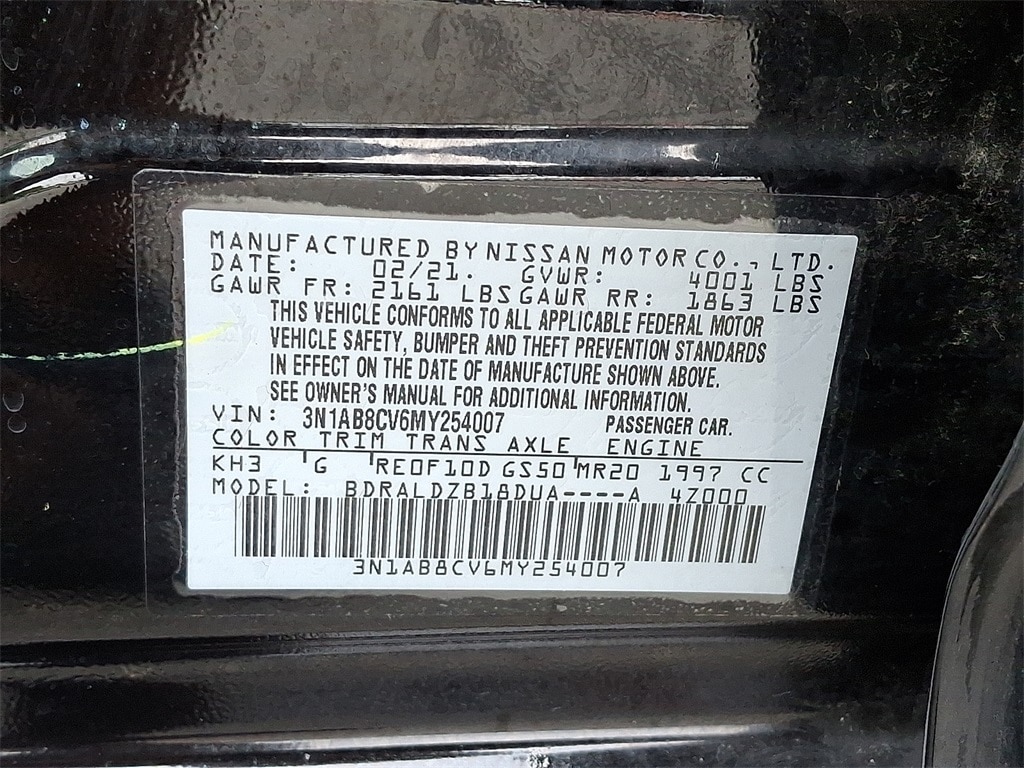 MANUFACTURED BY NISSAN MOTOR CO., LTD.
DATE: 02/21. GVWR: 4001 LBS
GAWR FR: 2161 LBS GAWR RR: 1863 LBS
THIS VEHICLE CONFORMS TO ALL APPLICABLE FEDERAL MOTOR
VEHICLE SAFETY, BUMPER AND THEFT PREVENTION STANDARDS
IN EFFECT ON THE DATE OF MANUFACTURE SHOWN ABOVE.
SEE OWNER'S MANUAL FOR ADDITIONAL INFORMATION.
VIN: 3N1AB8CV6MY254007 PASSENGER CAR.
COLOR TRIM TRANS AXLE ENGINE
KH3 G RE0F10D GS50 MR20 1997 CC
MODEL: BDRALDZB18DUA----A 4Z000
3N1AB8CV6MY254007